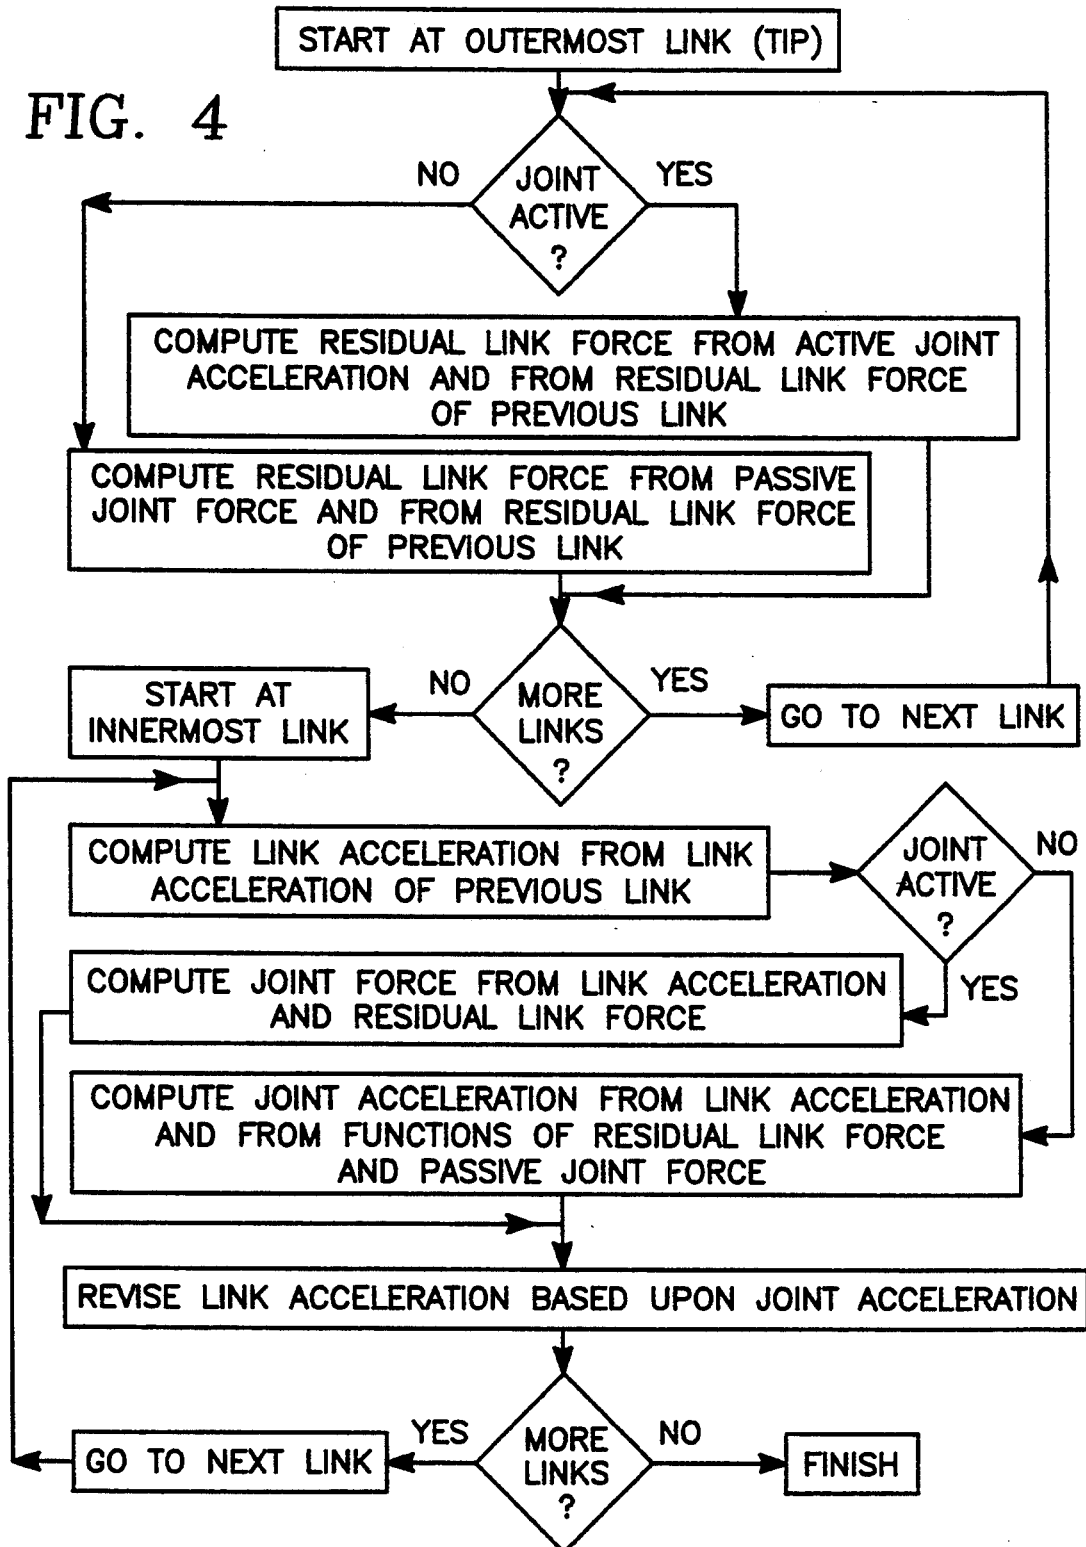 START AT OUTERMOST LINK (TIP)
FIG. 4
NO
JOINT
ACTIVE
?
YES
COMPUTE RESIDUAL LINK FORCE FROM ACTIVE JOINT
ACCELERATION AND FROM RESIDUAL LINK FORCE
OF PREVIOUS LINK
COMPUTE RESIDUAL LINK FORCE FROM PASSIVE
JOINT FORCE AND FROM RESIDUAL LINK FORCE
OF PREVIOUS LINK
START AT
INNERMOST LINK
NO
MORE
LINKS
?
YES
GO TO NEXT LINK
COMPUTE LINK ACCELERATION FROM LINK
ACCELERATION OF PREVIOUS LINK
JOINT
ACTIVE
?
NO
YES
COMPUTE JOINT FORCE FROM LINK ACCELERATION
AND RESIDUAL LINK FORCE
COMPUTE JOINT ACCELERATION FROM LINK ACCELERATION
AND FROM FUNCTIONS OF RESIDUAL LINK FORCE
AND PASSIVE JOINT FORCE
REVISE LINK ACCELERATION BASED UPON JOINT ACCELERATION
GO TO NEXT LINK
YES
MORE
LINKS
?
NO
FINISH